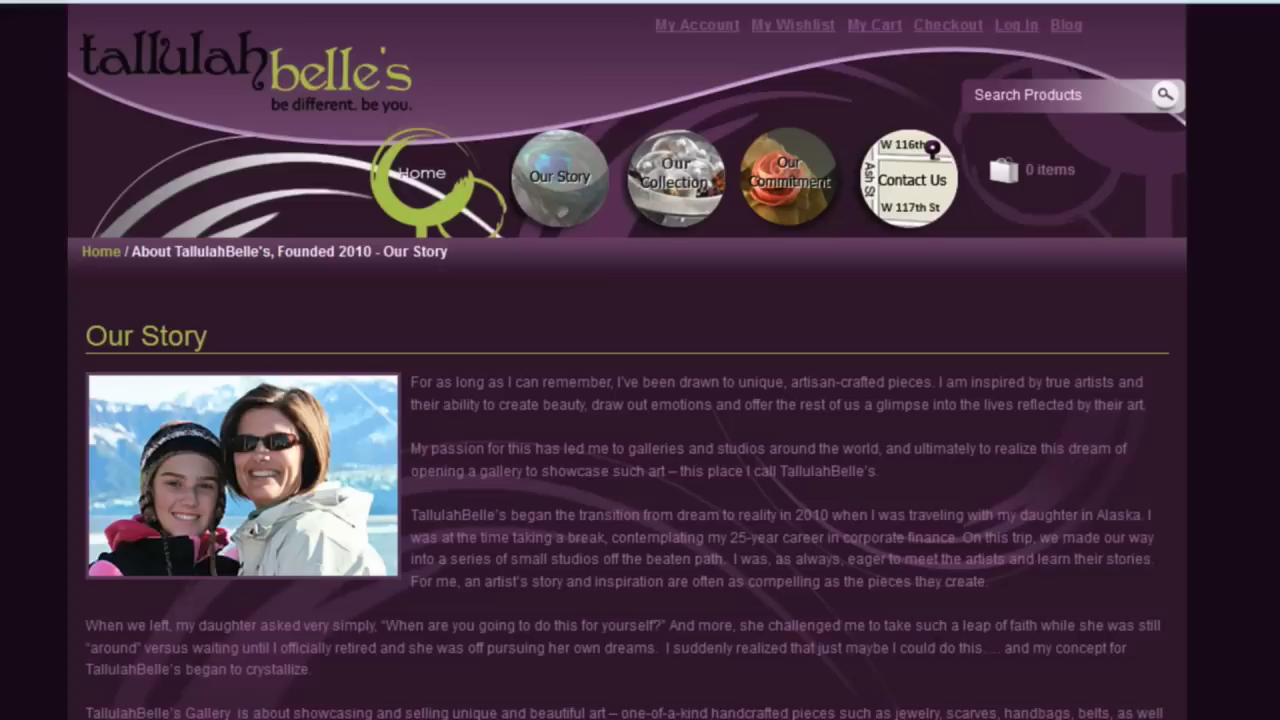 My Account My Wishlist My Cart Checkout Log In Blog
tallulah belle's
be different. be you.
Search Products
Home
Our Story
Our Collection
Our Commitment
W 116th
Ash St
Contact Us
W 117th St
0 items
Home / About TallulahBelle's, Founded 2010 - Our Story
Our Story
For as long as I can remember, I've been drawn to unique, artisan-crafted pieces. I am inspired by true artists and
their ability to create beauty, draw out emotions and offer the rest of us a glimpse into the lives reflected by their art.
My passion for this has led me to galleries and studios around the world, and ultimately to realize this dream of
opening a gallery to showcase such art – this place I call TallulahBelle's.
TallulahBelle's began the transition from dream to reality in 2010 when I was traveling with my daughter in Alaska. I
was at the time taking a break, contemplating my 25-year career in corporate finance. On this trip, we made our way
into a series of small studios off the beaten path. I was, as always, eager to meet the artists and learn their stories.
For me, an artist's story and inspiration are often as compelling as the pieces they create.
When we left, my daughter asked very simply, “When are you going to do this for yourself?” And more, she challenged me to take such a leap of faith while she was still
“around” versus waiting until I officially retired and she was off pursuing her own dreams. I suddenly realized that just maybe I could do this…. and my concept for
TallulahBelle's began to crystallize.
TallulahBelle's Gallery is about showcasing and selling unique and beautiful art – one-of-a-kind handcrafted pieces such as jewelry, scarves, handbags, belts, as well